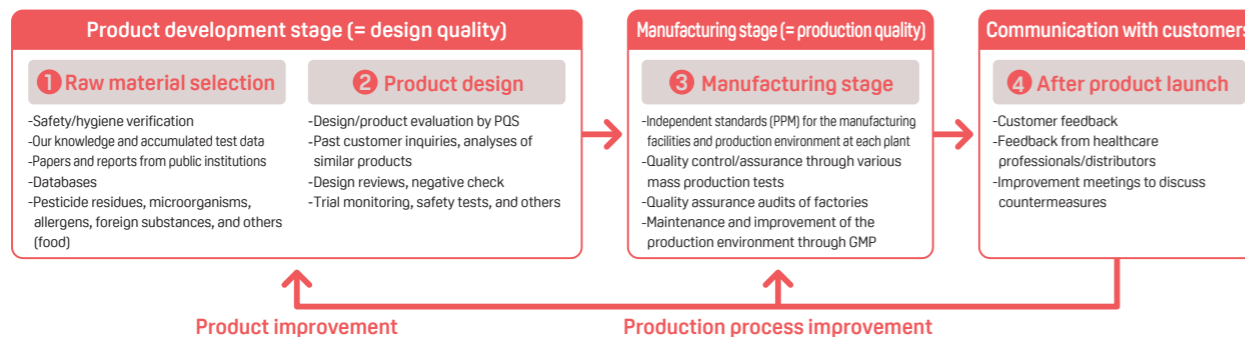 Product development stage (= design quality)
❶ Raw material selection
-Safety/hygiene verification
-Our knowledge and accumulated test data
-Papers and reports from public institutions
-Databases
-Pesticide residues, microorganisms,
allergens, foreign substances, and others
(food)
❷ Product design
-Design/product evaluation by PQS
-Past customer inquiries, analyses of
similar products
-Design reviews, negative check
-Trial monitoring, safety tests, and others
Manufacturing stage (= production quality)
❸ Manufacturing stage
-Independent standards (PPM) for the manufacturing
facilities and production environment at each plant
-Quality control/assurance through various
mass production tests
-Quality assurance audits of factories
-Maintenance and improvement of the
production environment through GMP
Communication with customers
❹ After product launch
-Customer feedback
-Feedback from healthcare
professionals/distributors
-Improvement meetings to discuss
countermeasures
Product improvement
Production process improvement